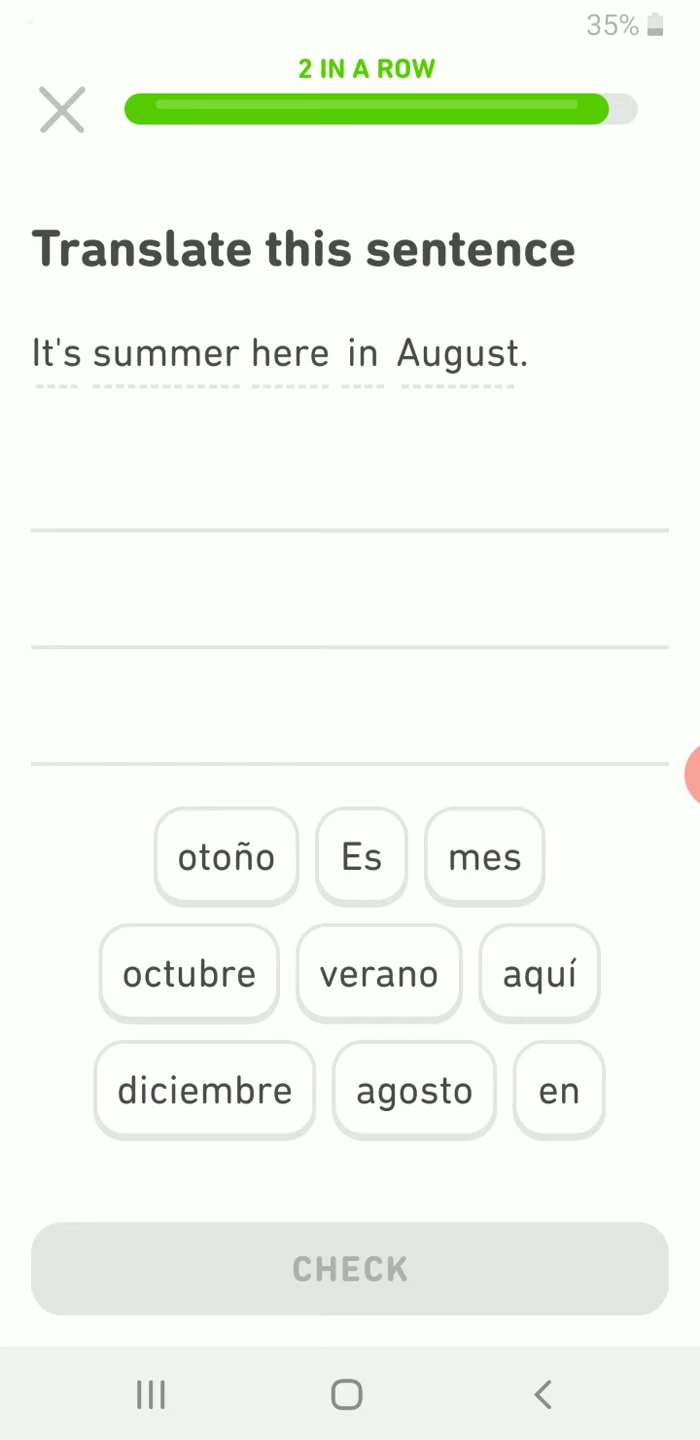 35%
2 IN A ROW
Translate this sentence
It's summer here in August.
otoño Es mes
octubre verano aquí
diciembre agosto en
CHECK